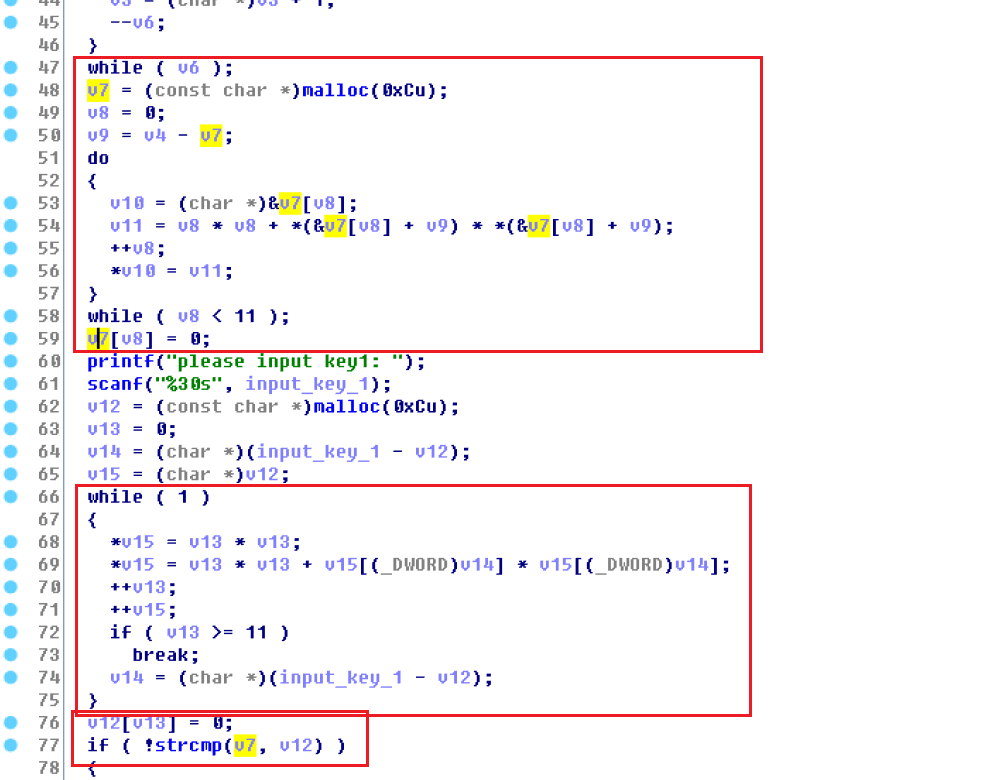 45 --v6;
46 }
47 while ( v6 );
48 v7 = (const char *)malloc(0xCu);
49 v8 = 0;
50 v9 = v4 - v7;
51 do
52 {
53 v10 = (char *)&v7[v8];
54 v11 = v8 * v8 + *(&v7[v8] + v9) * *(&v7[v8] + v9);
55 ++v8;
56 *v10 = v11;
57 }
58 while ( v8 < 11 );
59 v7[v8] = 0;
60 printf("please input key1: ");
61 scanf("%30s", input_key_1);
62 v12 = (const char *)malloc(0xCu);
63 v13 = 0;
64 v14 = (char *)(input_key_1 - v12);
65 v15 = (char *)v12;
66 while ( 1 )
67 {
68 *v15 = v13 * v13;
69 *v15 = v13 * v13 + v15[(_DWORD)v14] * v15[(_DWORD)v14];
70 ++v13;
71 ++v15;
72 if ( v13 >= 11 )
73 break;
74 v14 = (char *)(input_key_1 - v12);
75 }
76 v12[v13] = 0;
77 if ( !strcmp(v7, v12) )
78 {